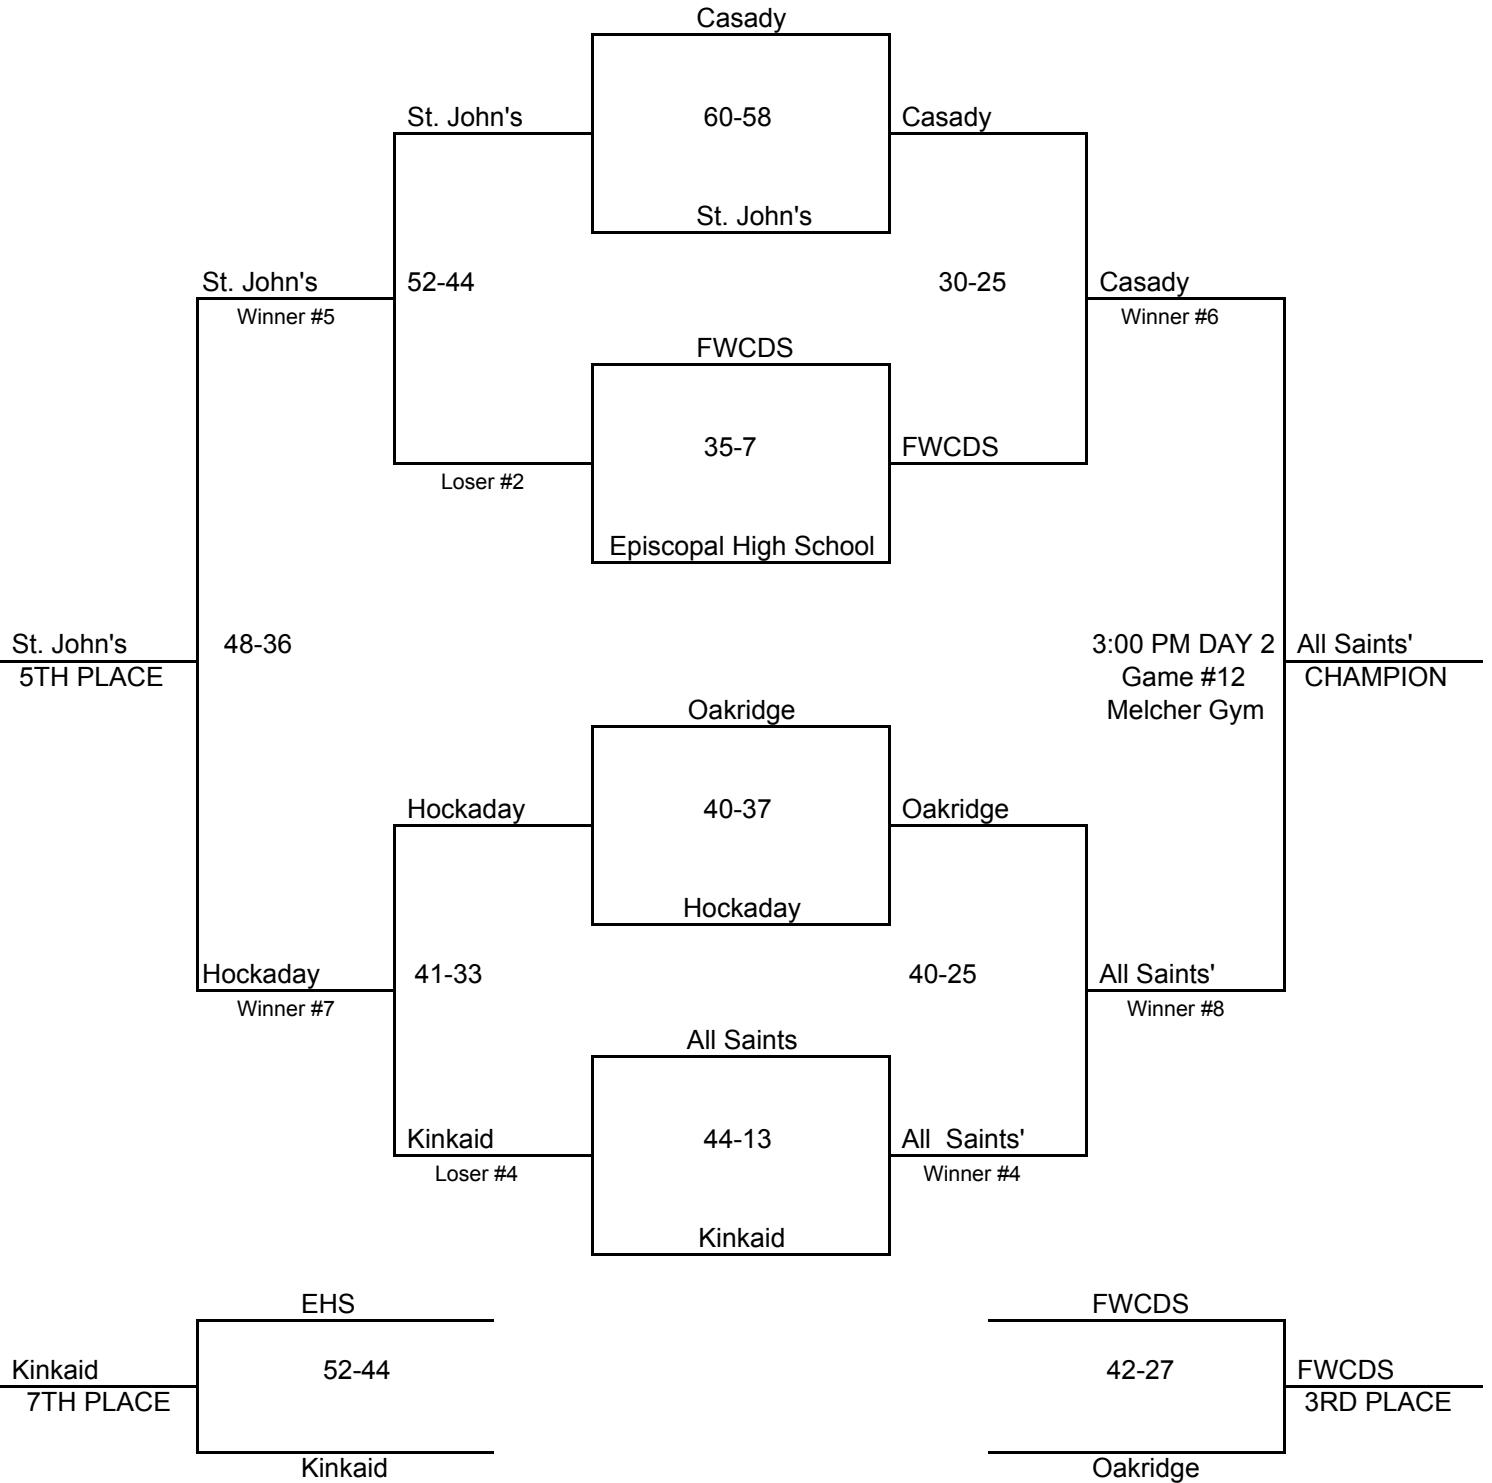 Casady
St. John's
60-58
Casady
St. John's
St. John's
52-44
30-25
Casady
Winner #5
Winner #6
FWCDS
35-7
FWCDS
Loser #2
Episcopal High School
St. John's
48-36
3:00 PM DAY 2
All Saints'
5TH PLACE
Game #12
CHAMPION
Melcher Gym
Oakridge
Hockaday
40-37
Oakridge
Hockaday
Hockaday
41-33
40-25
All Saints'
Winner #7
Winner #8
All Saints
Kinkaid
44-13
All  Saints'
Loser #4
Winner #4
Kinkaid
EHS
FWCDS
Kinkaid
52-44
42-27
FWCDS
7TH PLACE
3RD PLACE
Kinkaid
Oakridge